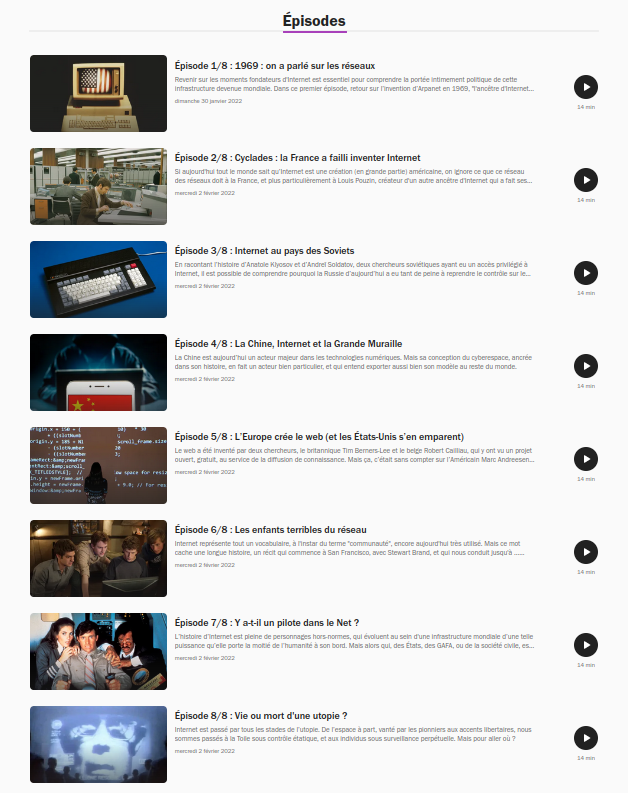 Épisodes
Épisode 1/8 : 1969 : on a parlé sur les réseaux
Revenir sur les moments fondateurs d'Internet est essentiel pour comprendre la portée intimement politique de cette
infrastructure devenue mondiale. Dans ce premier épisode, retour sur l'invention d'Arpanet en 1969, "l'ancêtre d'Internet...
dimanche 30 janvier 2022
14 min
Épisode 2/8 : Cyclades : la France a failli inventer Internet
Si aujourd'hui tout le monde sait qu'Internet est une création (en grande partie) américaine, on ignore ce que ce réseau
des réseaux doit à la France, et plus particulièrement à Louis Pouzin, créateur d'un autre ancêtre d'Internet qui a fait ses...
mercredi 2 février 2022
14 min
Épisode 3/8 : Internet au pays des Soviets
En racontant l'histoire d'Anatole Klyosov et d'Andreï Soldatov, deux chercheurs soviétiques ayant eu un accès privilégié à
Internet, il est possible de comprendre pourquoi la Russie d'aujourd'hui a eu tant de peine à reprendre le contrôle sur le...
mercredi 2 février 2022
14 min
Épisode 4/8 : La Chine, Internet et la Grande Muraille
La Chine est aujourd'hui un acteur majeur dans les technologies numériques. Mais sa conception du cyberespace, ancrée
dans son histoire, en fait un acteur bien particulier, et qui entend exporter aussi bien son modèle au reste du monde.
mercredi 2 février 2022
14 min
Épisode 5/8 : L'Europe crée le web (et les États-Unis s'en emparent)
Le web a été inventé par deux chercheurs, le britannique Tim Berners-Lee et le belge Robert Cailliau, qui y ont vu un projet
ouvert, gratuit, au service de la diffusion de connaissance. Mais ça, c'était sans compter sur l'Américain Marc Andreesen...
mercredi 2 février 2022
14 min
Épisode 6/8 : Les enfants terribles du réseau
Internet représente tout un vocabulaire, à l'instar du terme "communauté", encore aujourd'hui très utilisé. Mais ce mot
cache une longue histoire, un récit qui commence à San Francisco, avec Stewart Brand, et qui nous conduit jusqu'à ......
mercredi 2 février 2022
14 min
Épisode 7/8 : Y a-t-il un pilote dans le Net ?
L'histoire d'Internet est pleine de personnages hors-normes, qui évoluent au sein d'une infrastructure mondiale d'une telle
puissance qu'elle porte la moitié de l'humanité à son bord. Mais alors qui, des États, des GAFA, ou de la société civile, es...
mercredi 2 février 2022
14 min
Épisode 8/8 : Vie ou mort d'une utopie ?
Internet est passé par tous les stades de l'utopie. De l'espace à part, vanté par les pionniers aux accents libertaires, nous
sommes passés à la Toile sous contrôle étatique, et aux individus sous surveillance perpétuelle. Mais pour aller où ?
mercredi 2 février 2022
14 min